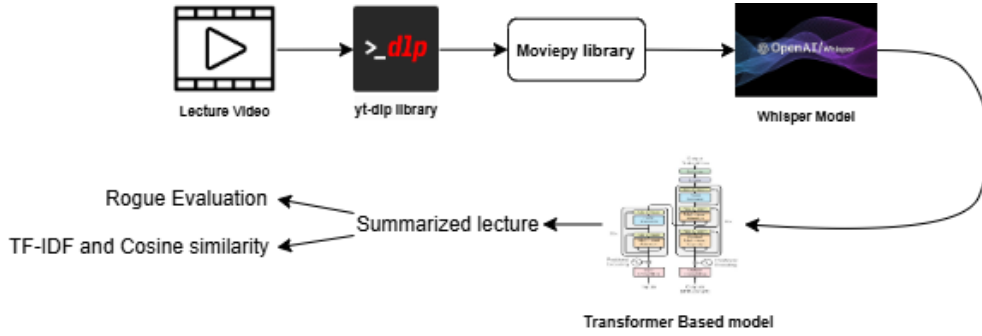 >_dlp
Moviepy library
OpenAI/Whisper
Lecture Video
yt-dlp library
Whisper Model
Rogue Evaluation
Summarized lecture
TF-IDF and Cosine similarity
Transformer Based model